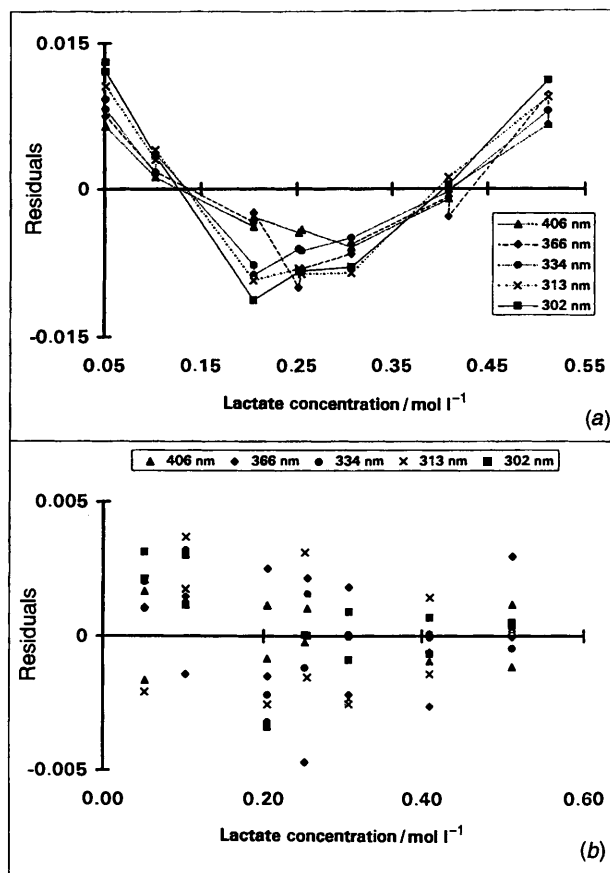 0.015
0
-0.015
Residuals
406 nm
366 nm
334 nm
313 nm
302 nm
0.05 0.15 0.25 0.35 0.45 0.55
Lactate concentration/mol l⁻¹
(a)
406 nm 366 nm 334 nm 313 nm 302 nm
0.005
0
-0.005
Residuals
0.00 0.20 0.40 0.60
Lactate concentration/mol l⁻¹
(b)